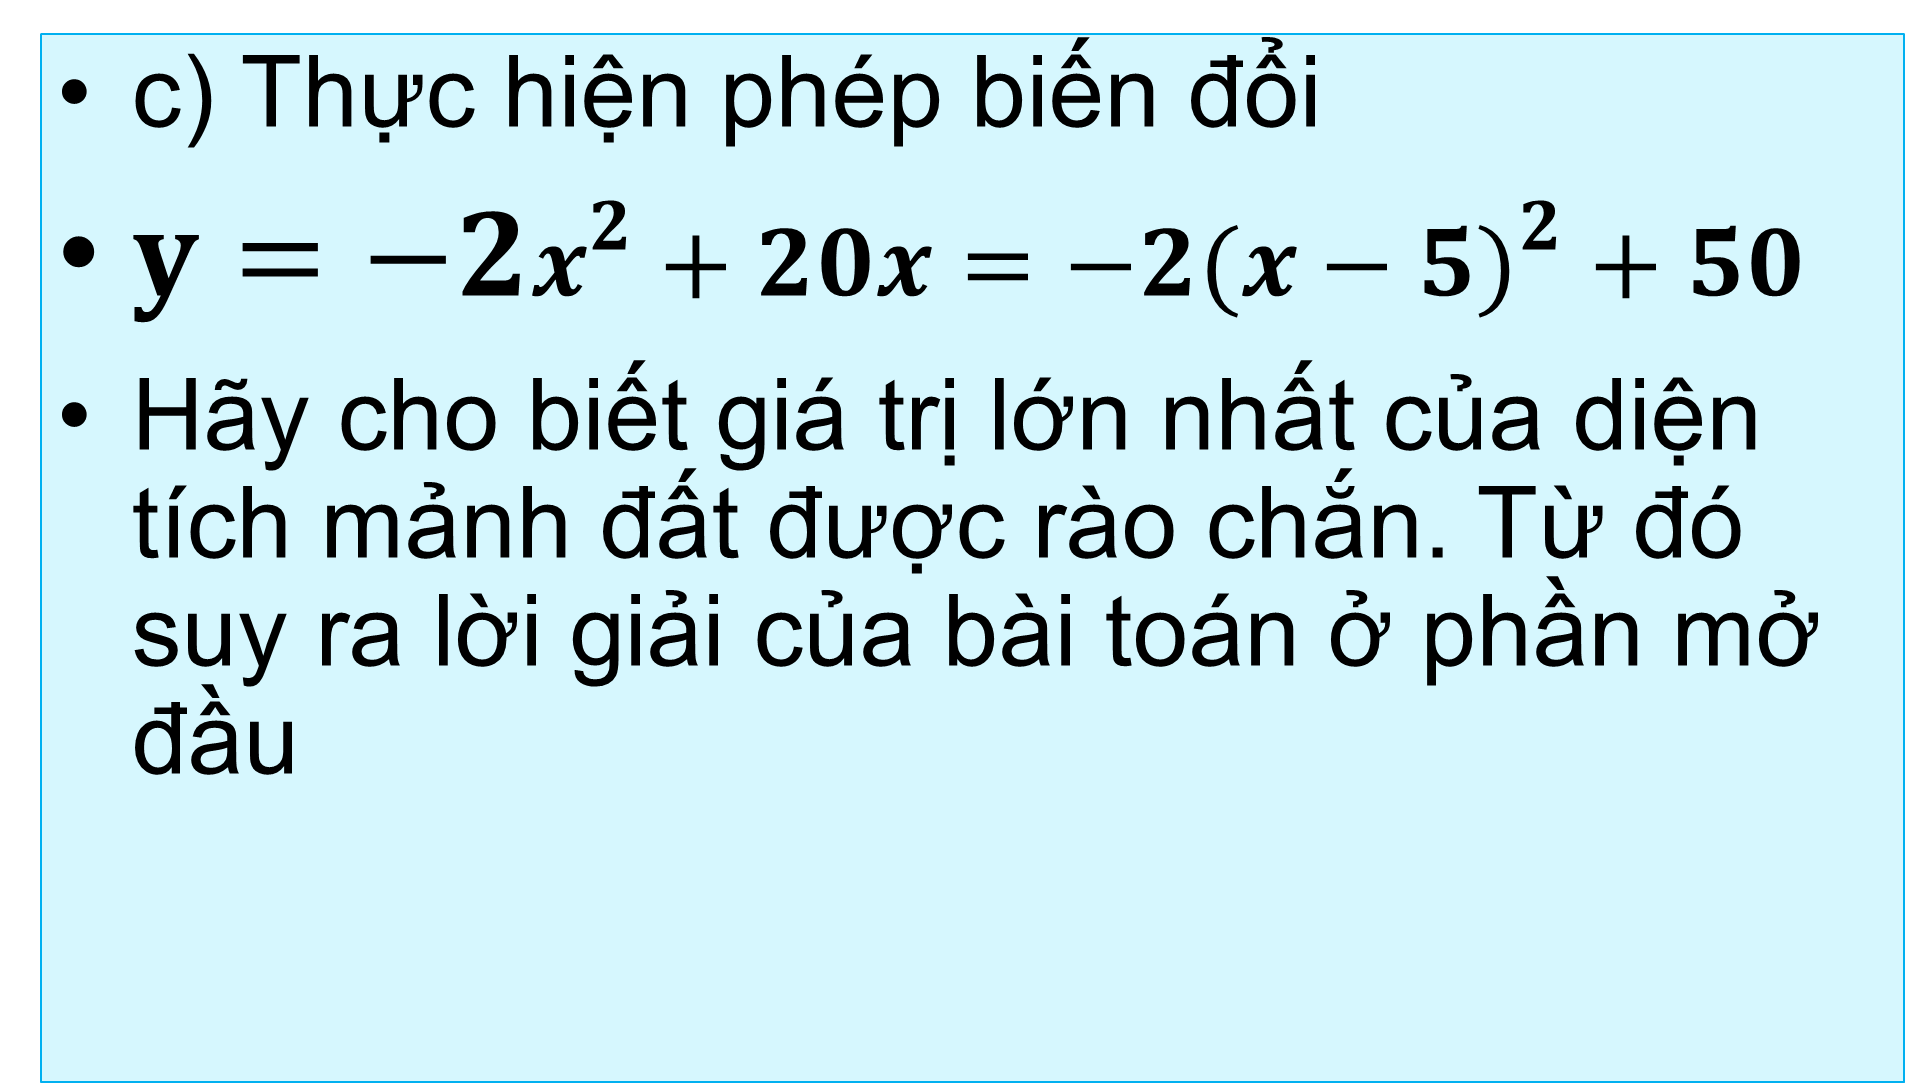 • c) Thực hiện phép biến đổi
• y = −2x² + 20x = −2(x − 5)² + 50
• Hãy cho biết giá trị lớn nhất của diện
tích mảnh đất được rào chắn. Từ đó
suy ra lời giải của bài toán ở phần mở
đầu